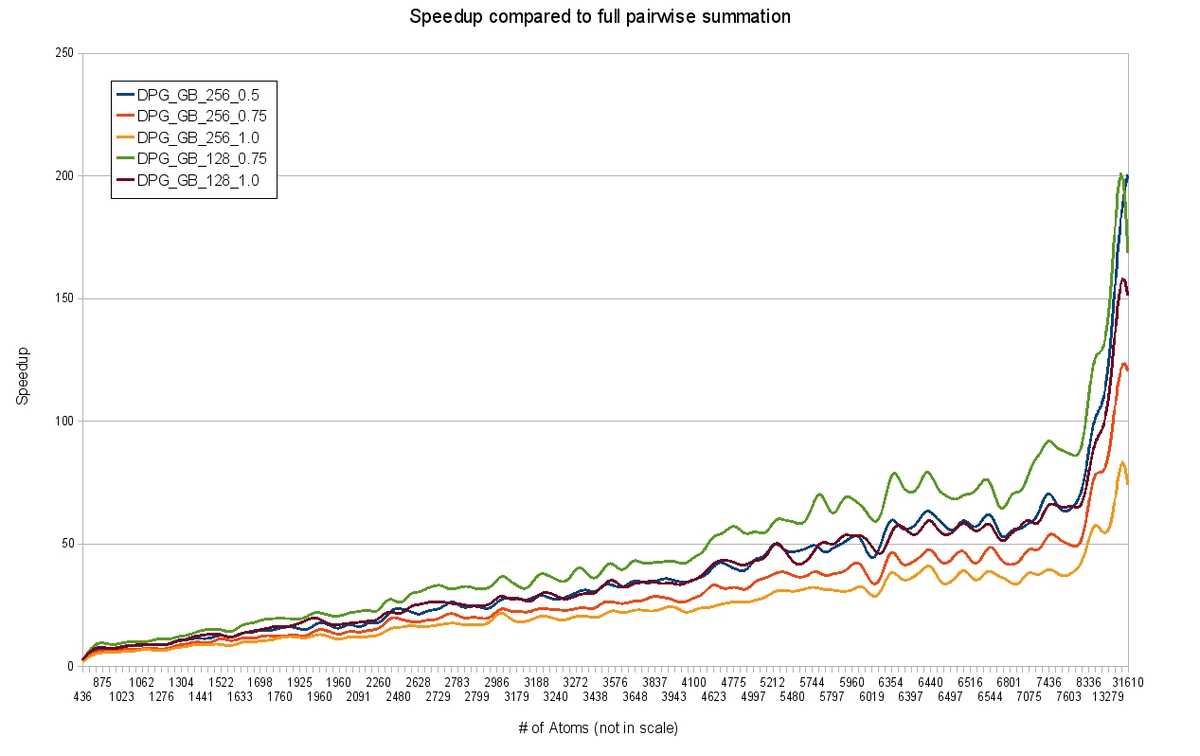 Speedup compared to full pairwise summation
250
200
150
100
50
0
Speedup
DPG_GB_256_0.5
DPG_GB_256_0.75
DPG_GB_256_1.0
DPG_GB_128_0.75
DPG_GB_128_1.0
875 1062 1304 1522 1698 1925 1960 2260 2628 2783 2986 3188 3272 3576 3837 4100 4775 5212 5744 5960 6354 6440 6516 6801 7436 8336 31610
436 1023 1276 1441 1633 1760 1960 2091 2480 2729 2799 3179 3240 3438 3648 3943 4623 4997 5480 5797 6019 6397 6497 6544 7075 7603 13279
# of Atoms (not in scale)